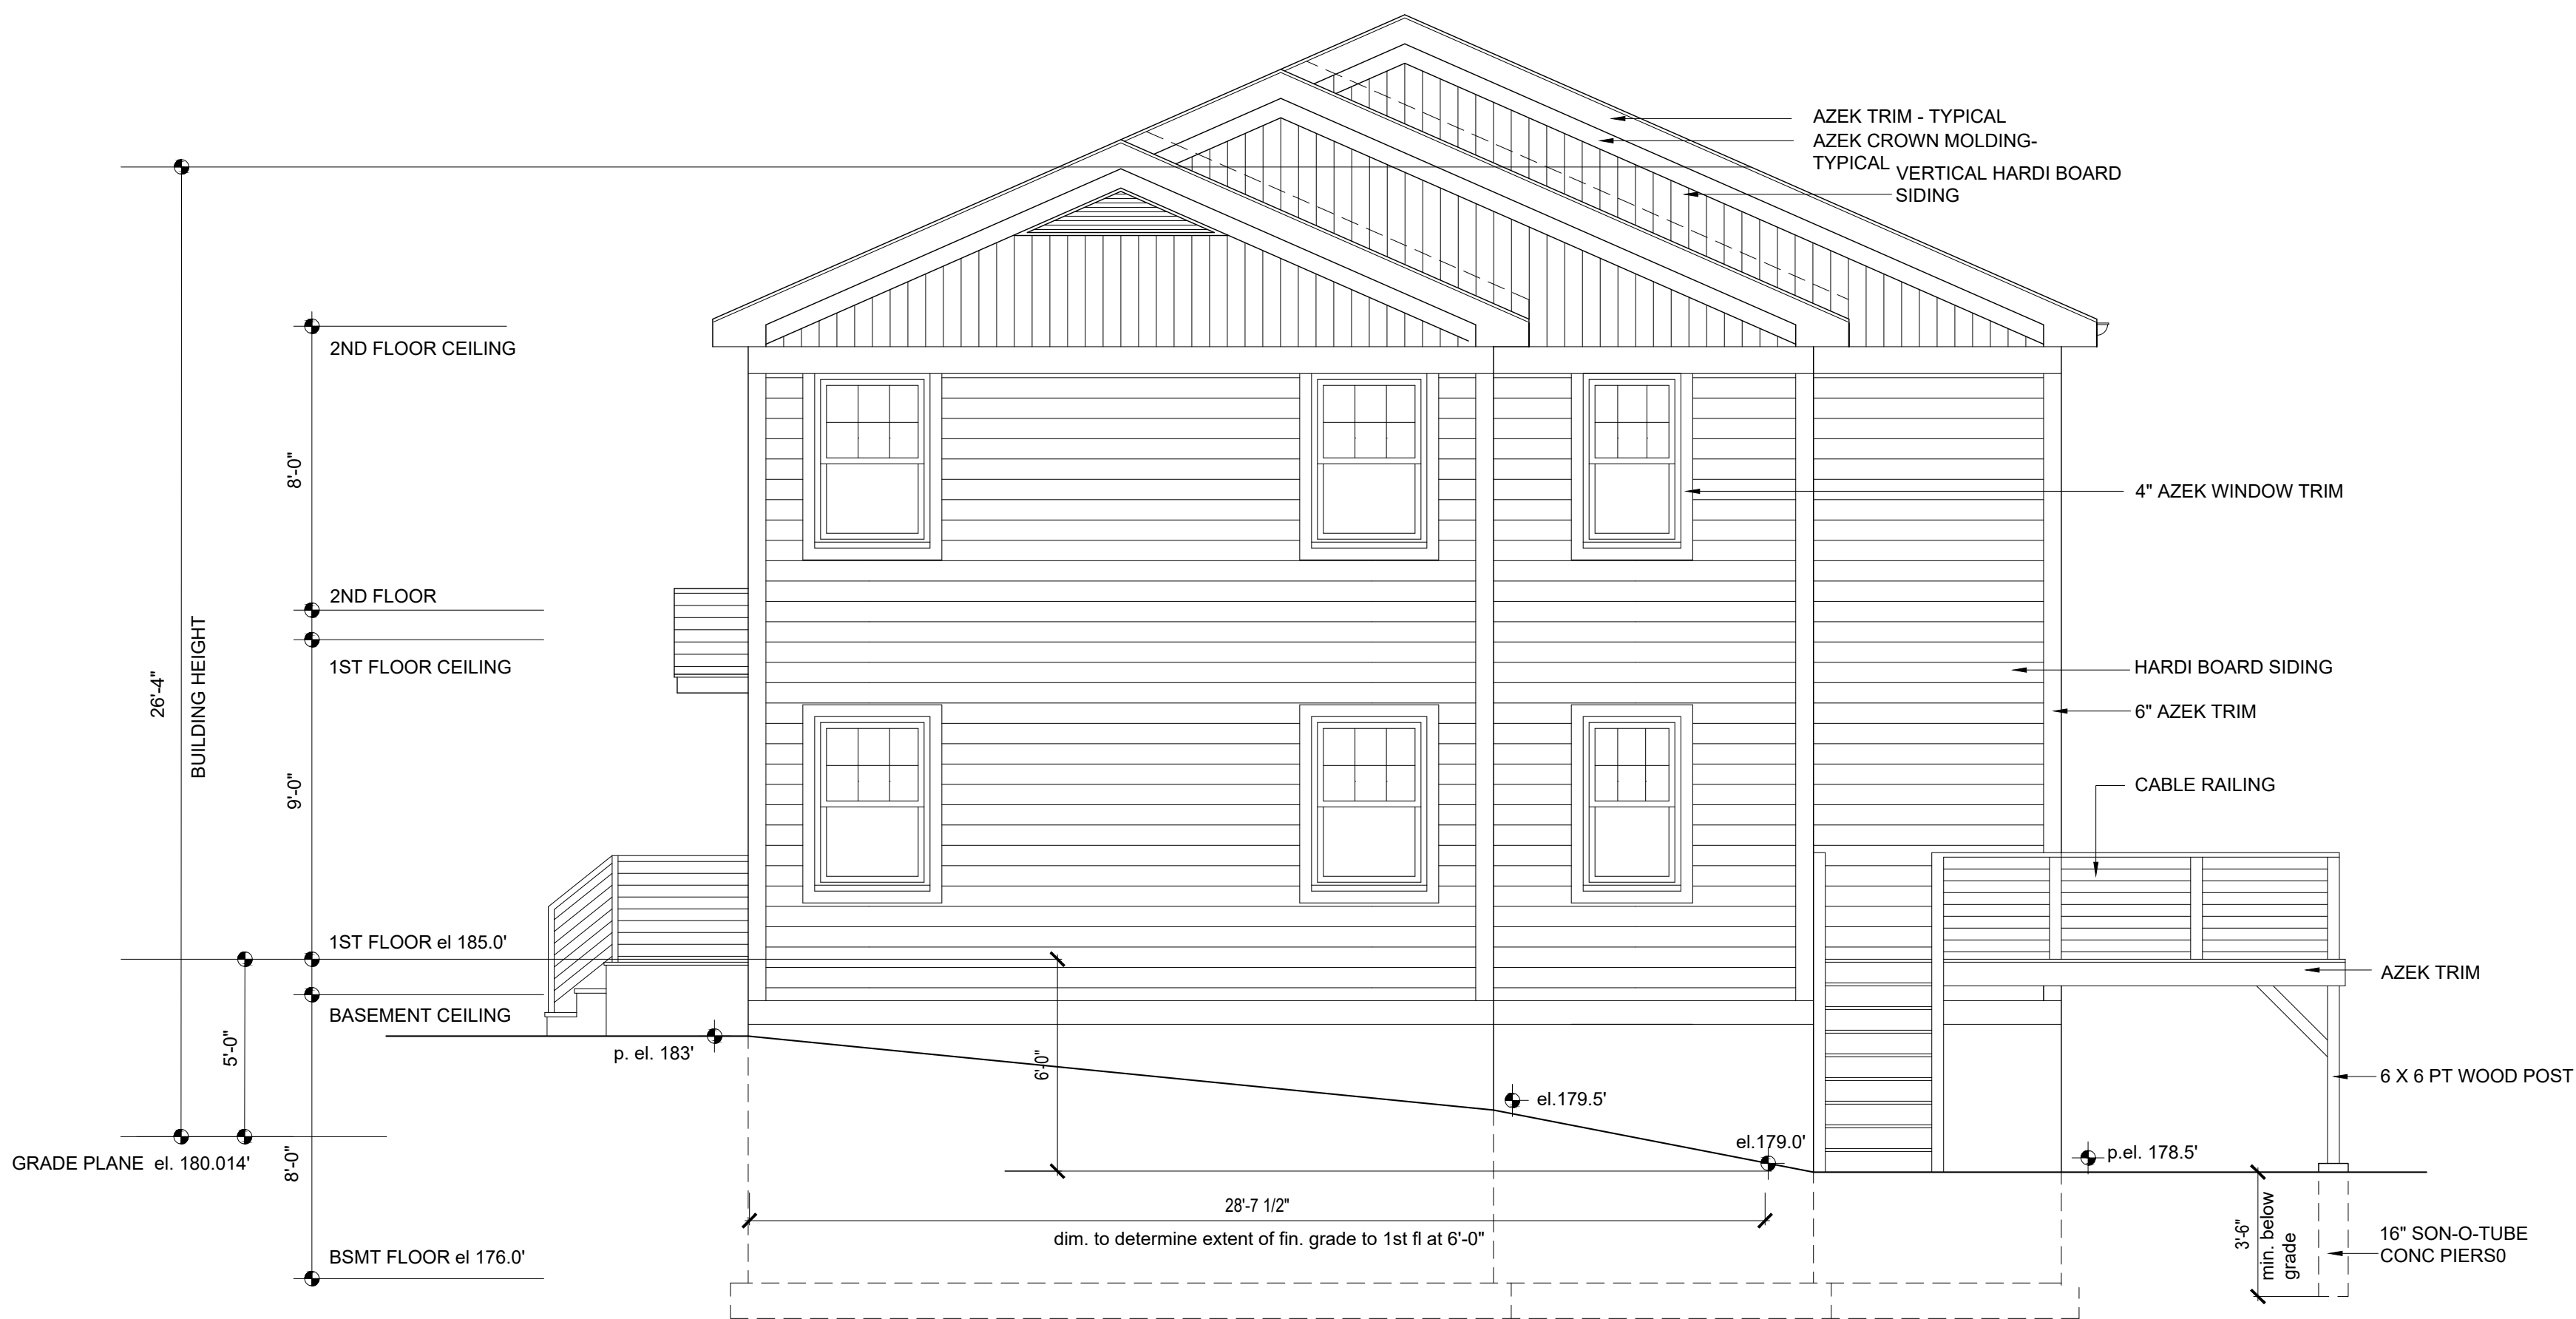 AZEK TRIM - TYPICAL
AZEK CROWN MOLDING-
TYPICAL
VERTICAL HARDI BOARD
SIDING
2ND FLOOR CEILING
8'-0"
4" AZEK WINDOW TRIM
2ND FLOOR
1ST FLOOR CEILING
26'-4"
BUILDING HEIGHT
HARDI BOARD SIDING
6" AZEK TRIM
9'-0"
CABLE RAILING
1ST FLOOR el 185.0'
AZEK TRIM
BASEMENT CEILING
5'-0"
p. el. 183'
6'-0"
6 X 6 PT WOOD POST
el.179.5'
el.179.0'
p.el. 178.5'
GRADE PLANE el. 180.014'
8'-0"
28'-7 1/2"
dim. to determine extent of fin. grade to 1st fl at 6'-0"
3'-6"
min. below
grade
16" SON-O-TUBE
CONC PIERS0
BSMT FLOOR el 176.0'